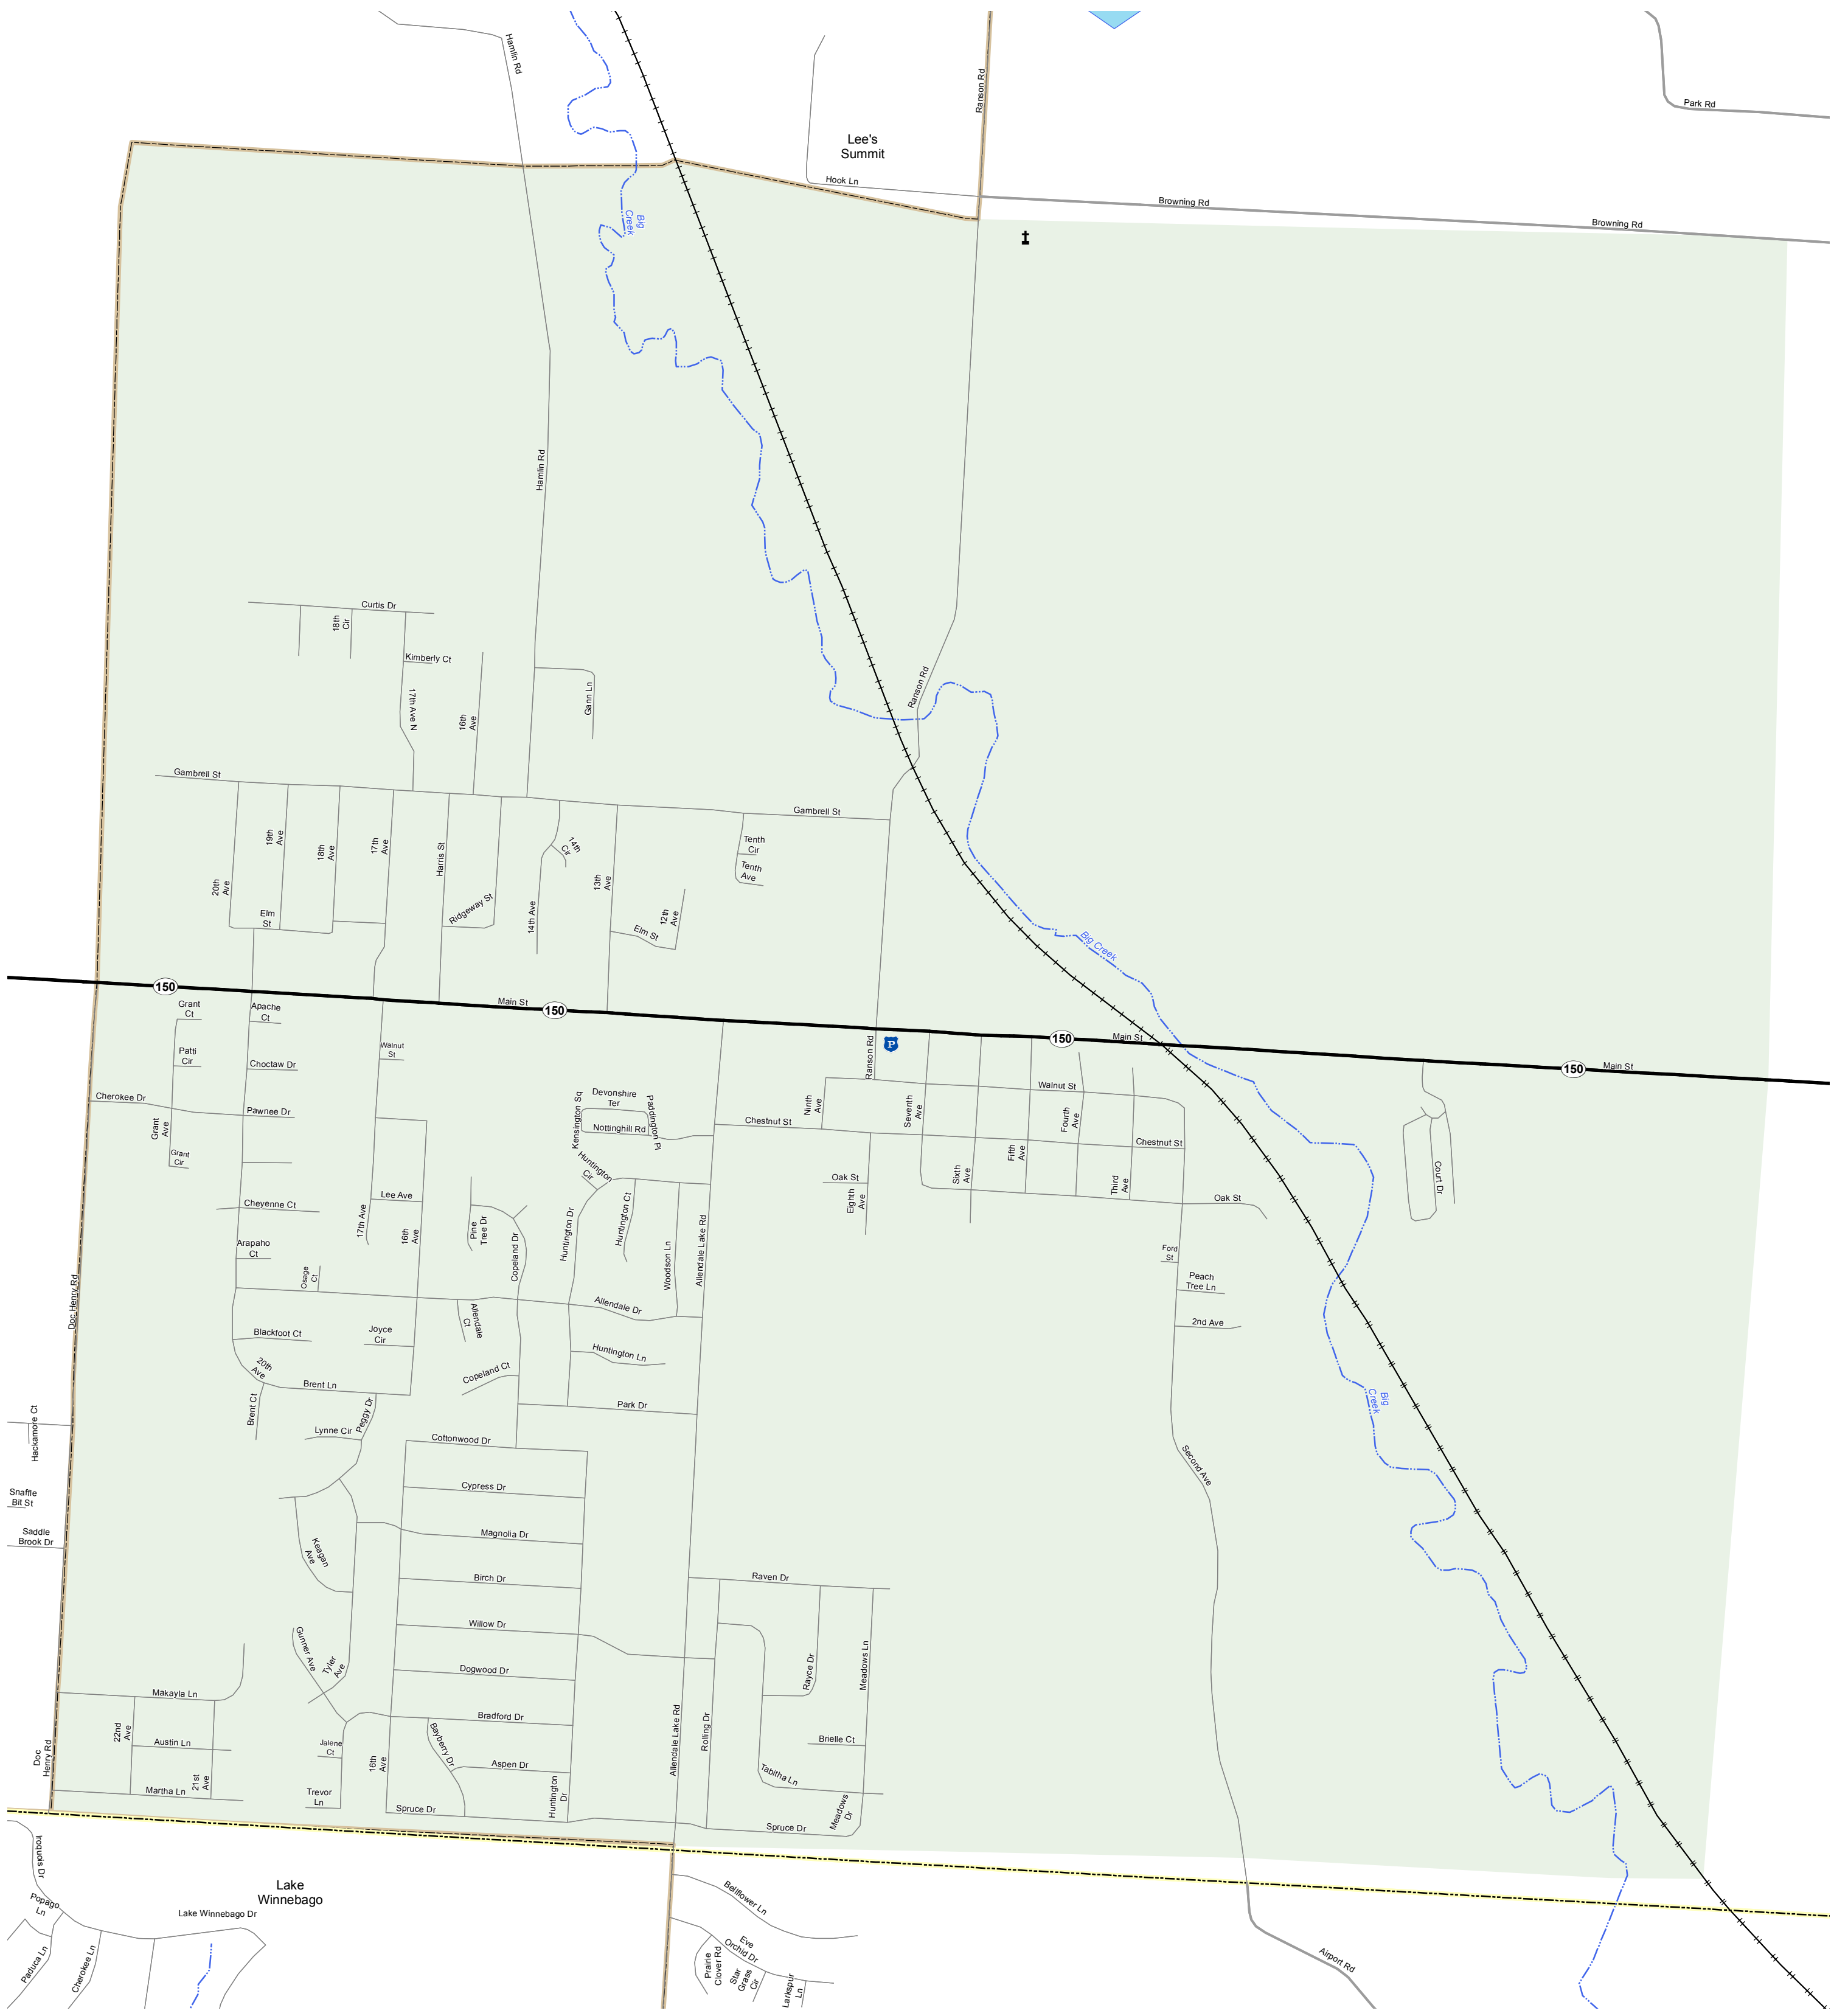 Hamlin Rd
Ranson Rd
Park Rd
Lee's
Summit
Hook Ln
Browning Rd
Browning Rd
Big
Creek
Hamlin Rd
Curtis Dr
18th
Cir
Kimberly Ct
17th Ave N
16th
Ave
Gann Ln
Ranson Rd
Gambrell St
Gambrell St
19th
Ave
18th
Ave
17th
Ave
Harris St
14th
Cir
Tenth
Cir
Tenth
Ave
20th
Ave
13th
Ave
Elm
St
Ridgeway St
14th Ave
12th
Ave
Elm St
Big Creek
150
Main St
150
Grant
Ct
Apache
Ct
150
Main St
150
Main St
P
Patti
Cir
Choctaw Dr
Walnut
St
Ranson Rd
Cherokee Dr
Pawnee Dr
Grant
Ave
Grant
Cir
Kensington Sq
Devonshire
Ter
Paddington Pl
Nottinghill Rd
Chestnut St
Ninth
Ave
Seventh
Ave
Walnut St
Fourth
Ave
Chestnut St
Fifth
Ave
Sixth
Ave
Third
Ave
Oak St
Eighth
Ave
Oak St
Court Dr
Huntington
Cir
Lee Ave
Cheyenne Ct
17th Ave
16th
Ave
Pine
Tree Dr
Copeland Dr
Huntington Dr
Huntington Ct
Woodson Ln
Allendale Lake Rd
Arapaho
Ct
Osage
Ct
Ford
St
Peach
Tree Ln
2nd Ave
Doc Henry Rd
Allendale
Ct
Allendale Dr
Blackfoot Ct
Joyce
Cir
Huntington Ln
20th
Ave
Brent Ln
Copeland Ct
Brent Ct
Peggy Dr
Park Dr
Big
Creek
Hackamore Ct
Lynne Cir
Cottonwood Dr
Second Ave
Cypress Dr
Snaffle
Bit St
Saddle
Brook Dr
Keagan
Ave
Magnolia Dr
Birch Dr
Raven Dr
Willow Dr
Gunner Ave
Tyler
Ave
Dogwood Dr
Rayce Dr
Meadows Ln
Makayla Ln
22nd
Ave
Austin Ln
21st
Ave
Martha Ln
Doc
Henry Rd
Bradford Dr
Jalene
Ct
16th
Ave
Bayberry Dr
Aspen Dr
Huntington
Dr
Allendale Lake Rd
Rolling Dr
Brielle Ct
Tabitha Ln
Meadows
Dr
Trevor
Ln
Spruce Dr
Spruce Dr
Iroquois Dr
Popago
Ln
Lake
Winnebago
Lake Winnebago Dr
Paduca Ln
Cherokee Ln
Bellflower Ln
Eve
Orchid Dr
Prairie
Clover Rd
Star
Grass
Cir
Larkspur
Ln
Airport Rd